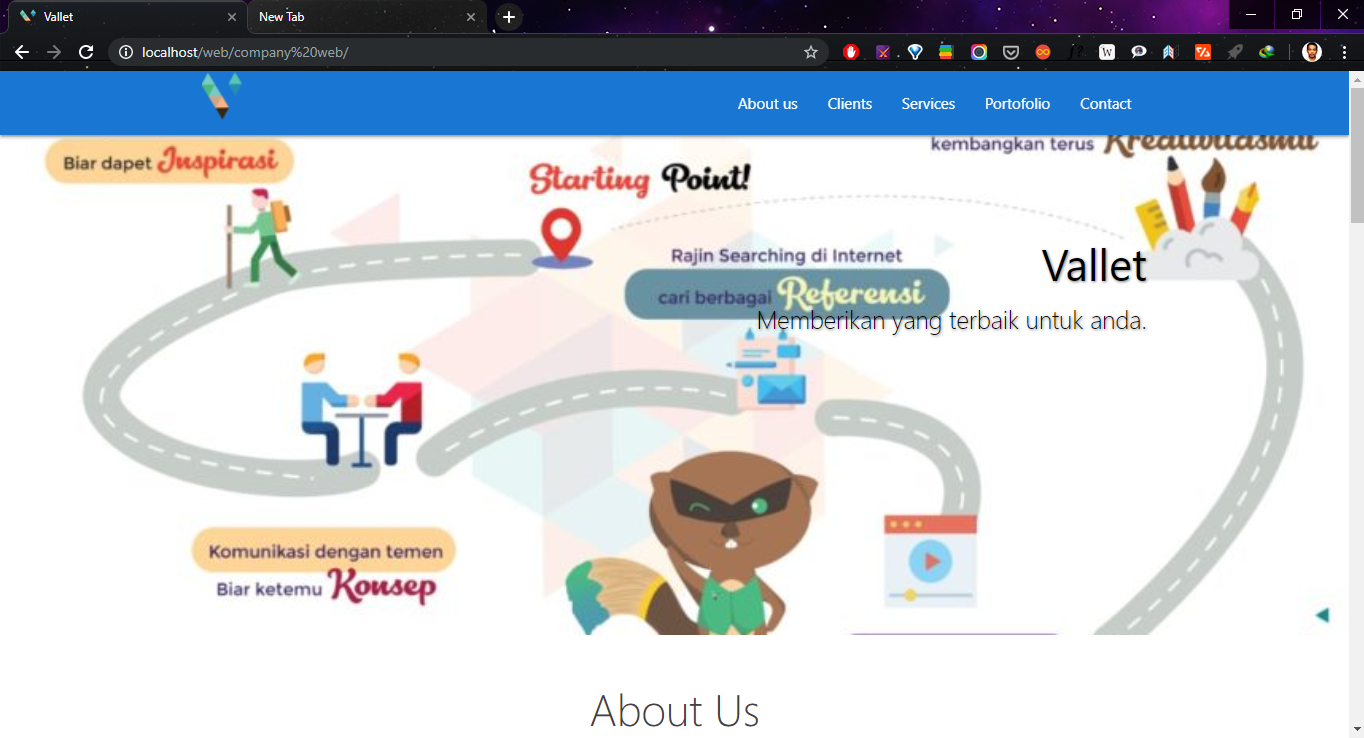 Vallet
New Tab
localhost/web/company%20web/
About us
Clients
Services
Portofolio
Contact
Biar dapet Inspirasi
Starting Point!
kembangkan terus Kreativitasmu
Rajin Searching di Internet
cari berbagai Referensi
Vallet
Memberikan yang terbaik untuk anda.
Komunikasi dengan temen
Biar ketemu Konsep
About Us